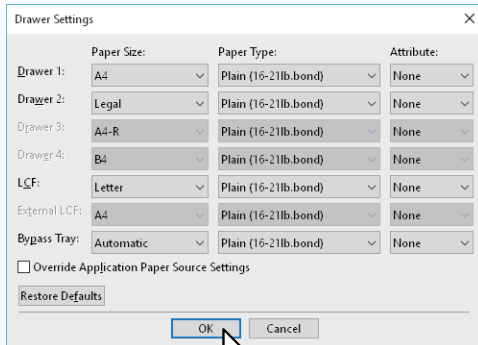 Drawer Settings
Paper Size: Paper Type: Attribute:
Drawer 1: A4 Plain (16-21lb.bond) None
Drawer 2: Legal Plain (16-21lb.bond) None
Drawer 3: A4-R Plain (16-21lb.bond) None
Drawer 4: B4 Plain (16-21lb.bond) None
LCF: Letter Plain (16-21lb.bond) None
External LCF: A4 Plain (16-21lb.bond) None
Bypass Tray: Automatic Plain (16-21lb.bond) None
Override Application Paper Source Settings
Restore Defaults
OK Cancel